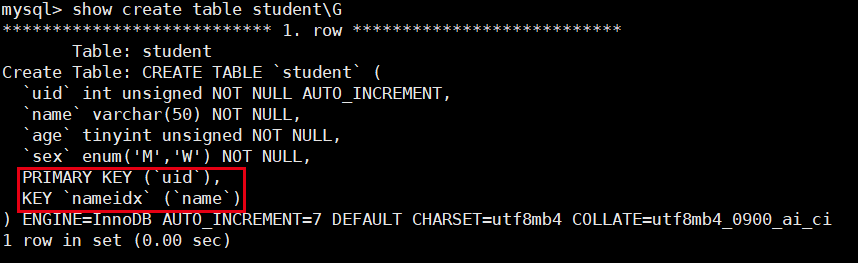 mysql> show create table student\G
*************************** 1. row ***************************
Table: student
Create Table: CREATE TABLE `student` (
`uid` int unsigned NOT NULL AUTO_INCREMENT,
`name` varchar(50) NOT NULL,
`age` tinyint unsigned NOT NULL,
`sex` enum('M','W') NOT NULL,
PRIMARY KEY (`uid`),
KEY `nameidx` (`name`)
) ENGINE=InnoDB AUTO_INCREMENT=7 DEFAULT CHARSET=utf8mb4 COLLATE=utf8mb4_0900_ai_ci
1 row in set (0.00 sec)